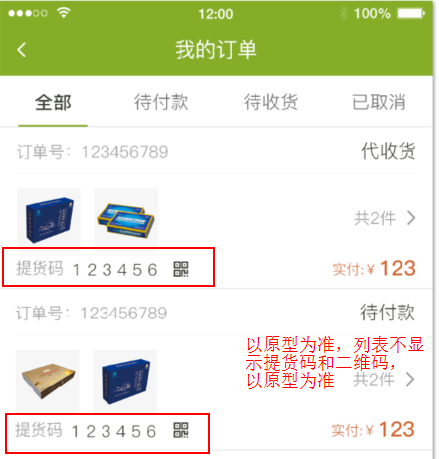 12:00
100%
我的订单
全部 待付款 待收货 已取消
订单号：123456789 代收货
共2件
提货码 1 2 3 4 5 6 实付:￥123
订单号：123456789 待付款
以原型为准，列表不显
示提货码和二维码，
以原型为准 共2件
提货码 1 2 3 4 5 6 实付:￥123